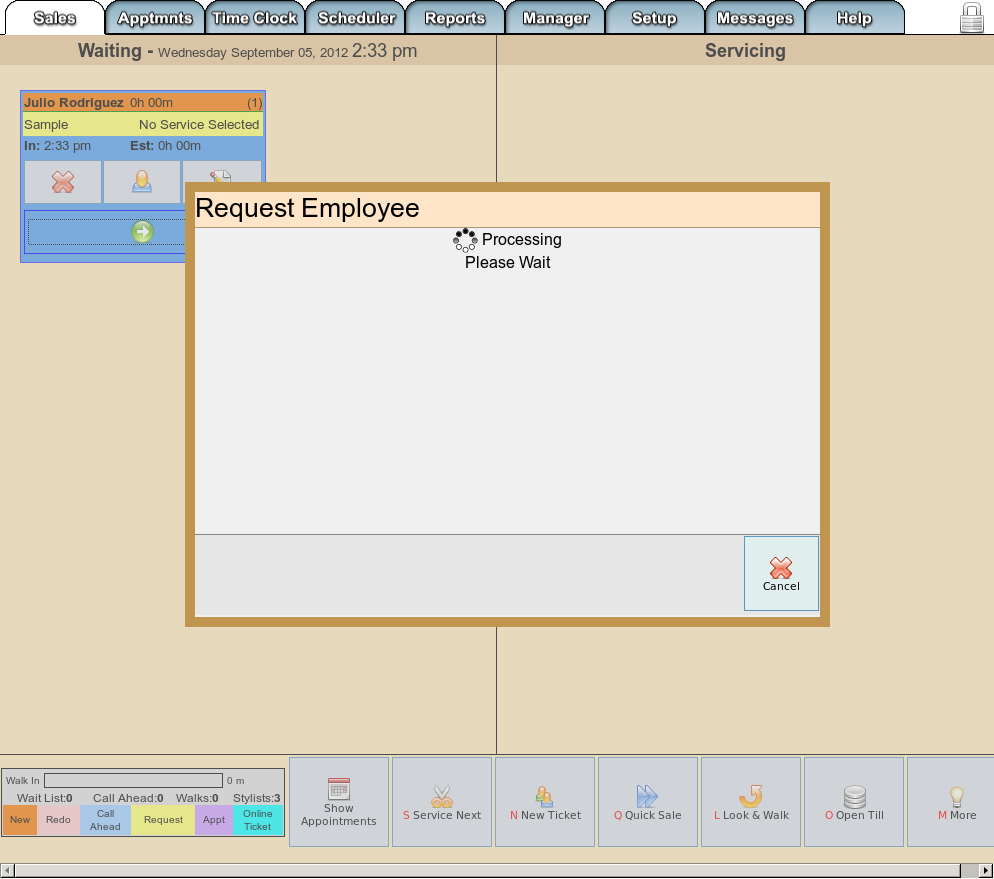 Sales Apptmnts Time Clock Scheduler Reports Manager Setup Messages Help
Waiting - Wednesday September 05, 2012 2:33 pm
Servicing
Julio Rodriguez 0h 00m (1)
Sample No Service Selected
In: 2:33 pm Est: 0h 00m
Request Employee
Processing
Please Wait
Cancel
Walk In 0 m
Wait List:0 Call Ahead:0 Walks:0 Stylists:3
New Redo Call Ahead Request Appt Online Ticket
Show
Appointments
S Service Next
N New Ticket
Q Quick Sale
L Look & Walk
O Open Till
M More